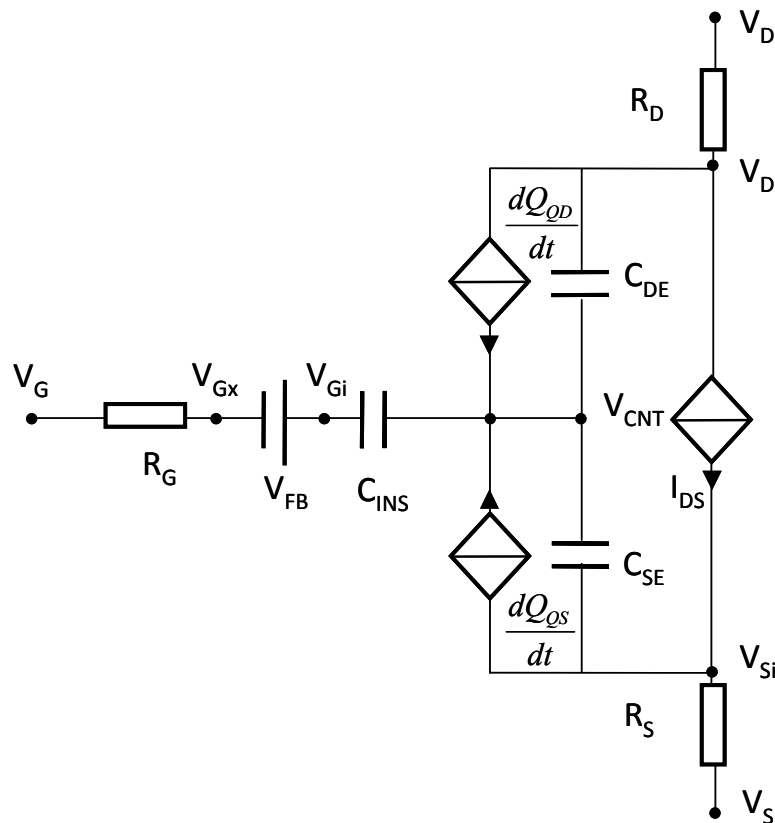 V_D
R_D
V_D
dQ_QD
dt
C_DE
V_G
V_Gx
V_Gi
V_CNT
R_G
V_FB
C_INS
I_DS
C_SE
dQ_QS
dt
V_Si
R_S
V_S